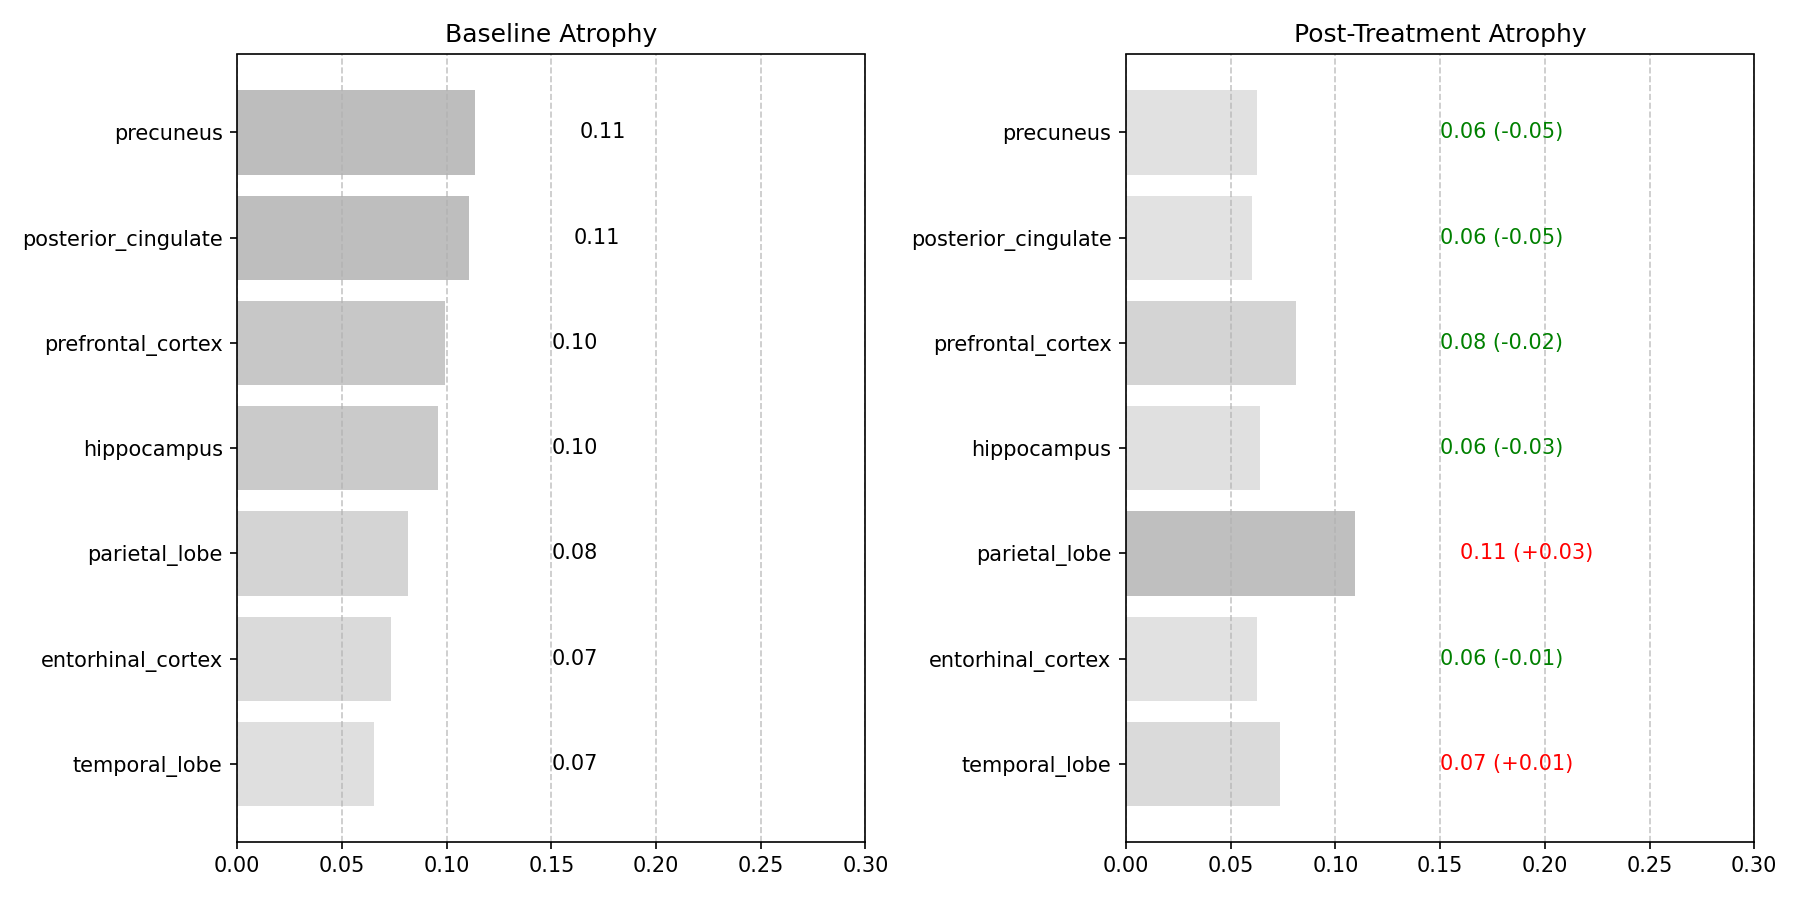 Baseline Atrophy
precuneus
0.11
posterior_cingulate
0.11
prefrontal_cortex
0.10
hippocampus
0.10
parietal_lobe
0.08
entorhinal_cortex
0.07
temporal_lobe
0.07
0.00 0.05 0.10 0.15 0.20 0.25 0.30
Post-Treatment Atrophy
precuneus
0.06 (-0.05)
posterior_cingulate
0.06 (-0.05)
prefrontal_cortex
0.08 (-0.02)
hippocampus
0.06 (-0.03)
parietal_lobe
0.11 (+0.03)
entorhinal_cortex
0.06 (-0.01)
temporal_lobe
0.07 (+0.01)
0.00 0.05 0.10 0.15 0.20 0.25 0.30